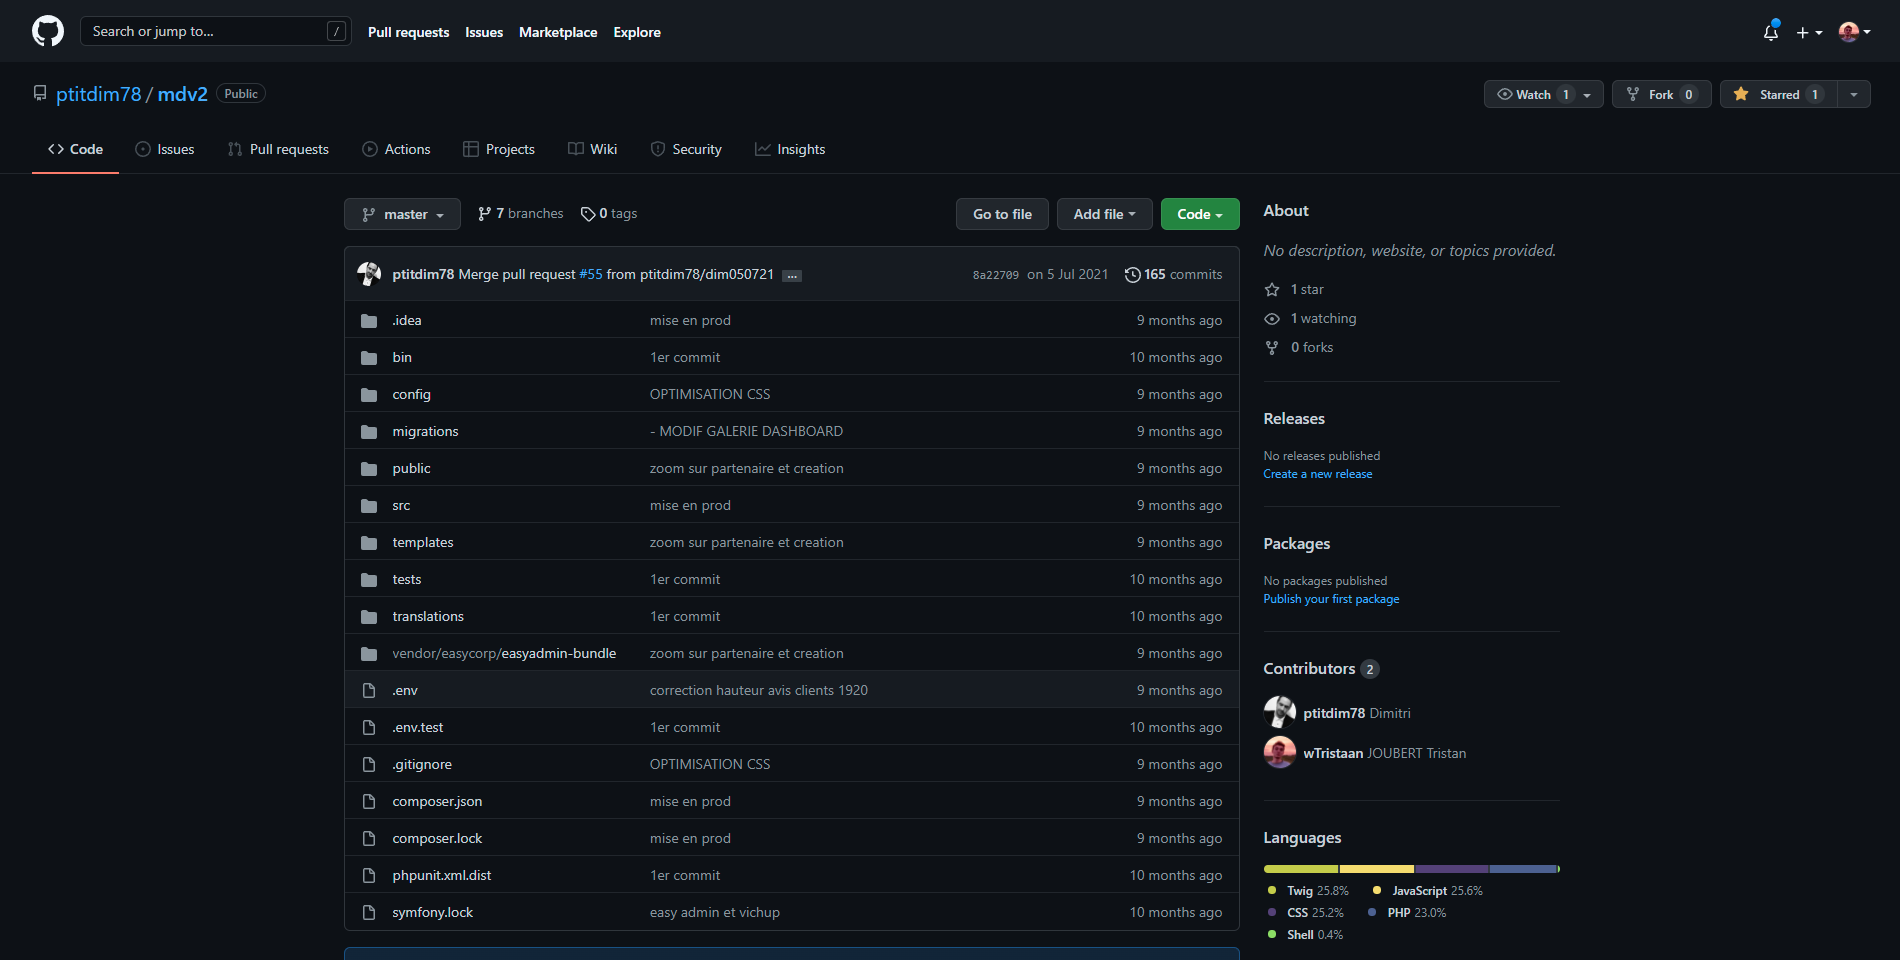 Search or jump to... /
Pull requests Issues Marketplace Explore
ptitdim78 / mdv2 Public
Watch 1 Fork 0 Starred 1
Code Issues Pull requests Actions Projects Wiki Security Insights
master 7 branches 0 tags
Go to file Add file Code
ptitdim78 Merge pull request #55 from ptitdim78/dim050721 ... 8a22709 on 5 Jul 2021 165 commits
.idea mise en prod 9 months ago
bin 1er commit 10 months ago
config OPTIMISATION CSS 9 months ago
migrations - MODIF GALERIE DASHBOARD 9 months ago
public zoom sur partenaire et creation 9 months ago
src mise en prod 9 months ago
templates zoom sur partenaire et creation 9 months ago
tests 1er commit 10 months ago
translations 1er commit 10 months ago
vendor/easycorp/easyadmin-bundle zoom sur partenaire et creation 9 months ago
.env correction hauteur avis clients 1920 9 months ago
.env.test 1er commit 10 months ago
.gitignore OPTIMISATION CSS 9 months ago
composer.json mise en prod 9 months ago
composer.lock mise en prod 9 months ago
phpunit.xml.dist 1er commit 10 months ago
symfony.lock easy admin et vichup 10 months ago
About
No description, website, or topics provided.
1 star
1 watching
0 forks
Releases
No releases published
Create a new release
Packages
No packages published
Publish your first package
Contributors 2
ptitdim78 Dimitri
wTristaan JOUBERT Tristan
Languages
Twig 25.8% JavaScript 25.6%
CSS 25.2% PHP 23.0%
Shell 0.4%